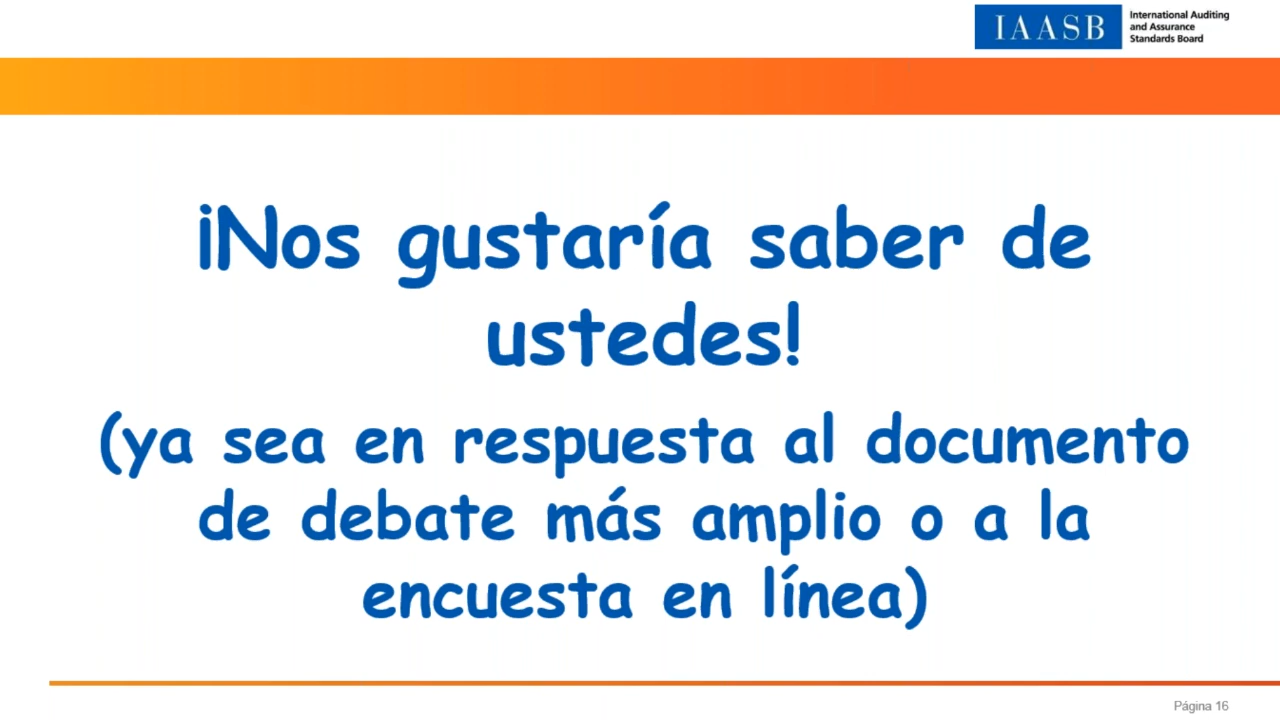 IAASB
International Auditing
and Assurance
Standards Board
¡Nos gustaría saber de
ustedes!
(ya sea en respuesta al documento
de debate más amplio o a la
encuesta en línea)
Página 16